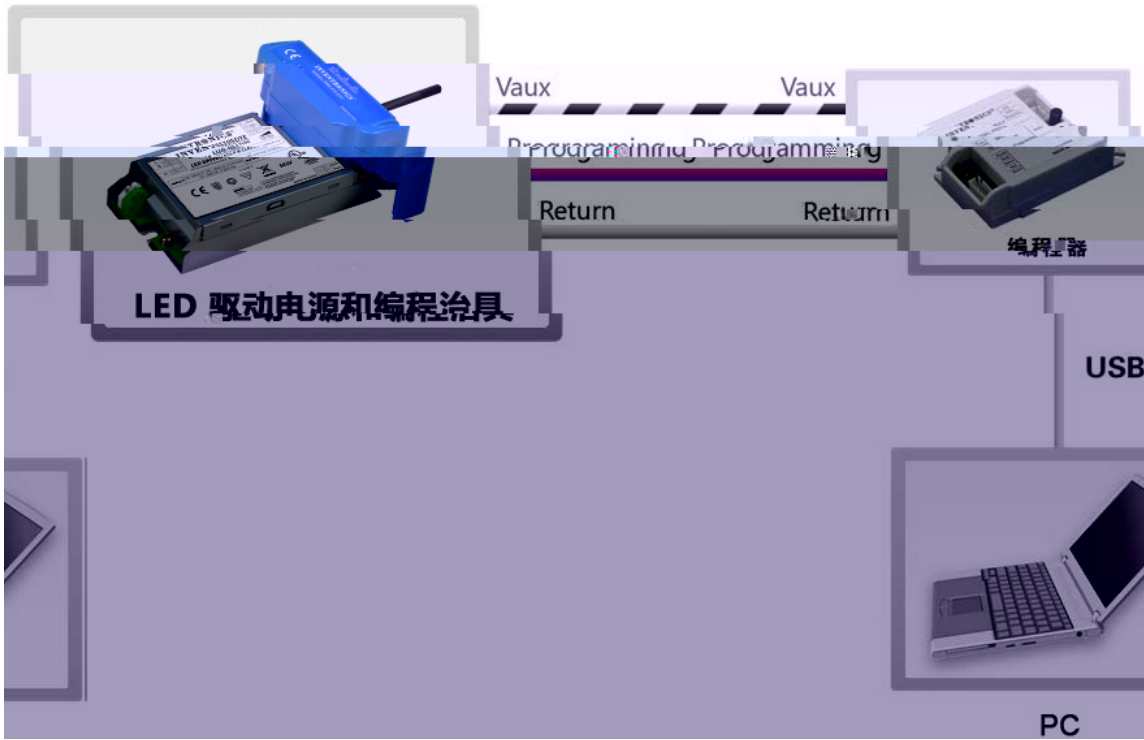 Vaux Vaux
Programming Programming
Return Return
编程器
LED 驱动电源和编程治具
USB
PC
INVENTRONICS